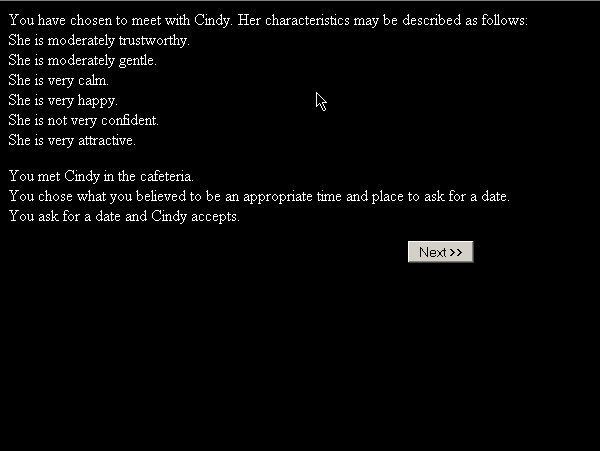 You have chosen to meet with Cindy. Her characteristics may be described as follows:
She is moderately trustworthy.
She is moderately gentle.
She is very calm.
She is very happy.
She is not very confident.
She is very attractive.
You met Cindy in the cafeteria.
You chose what you believed to be an appropriate time and place to ask for a date.
You ask for a date and Cindy accepts.
Next >>